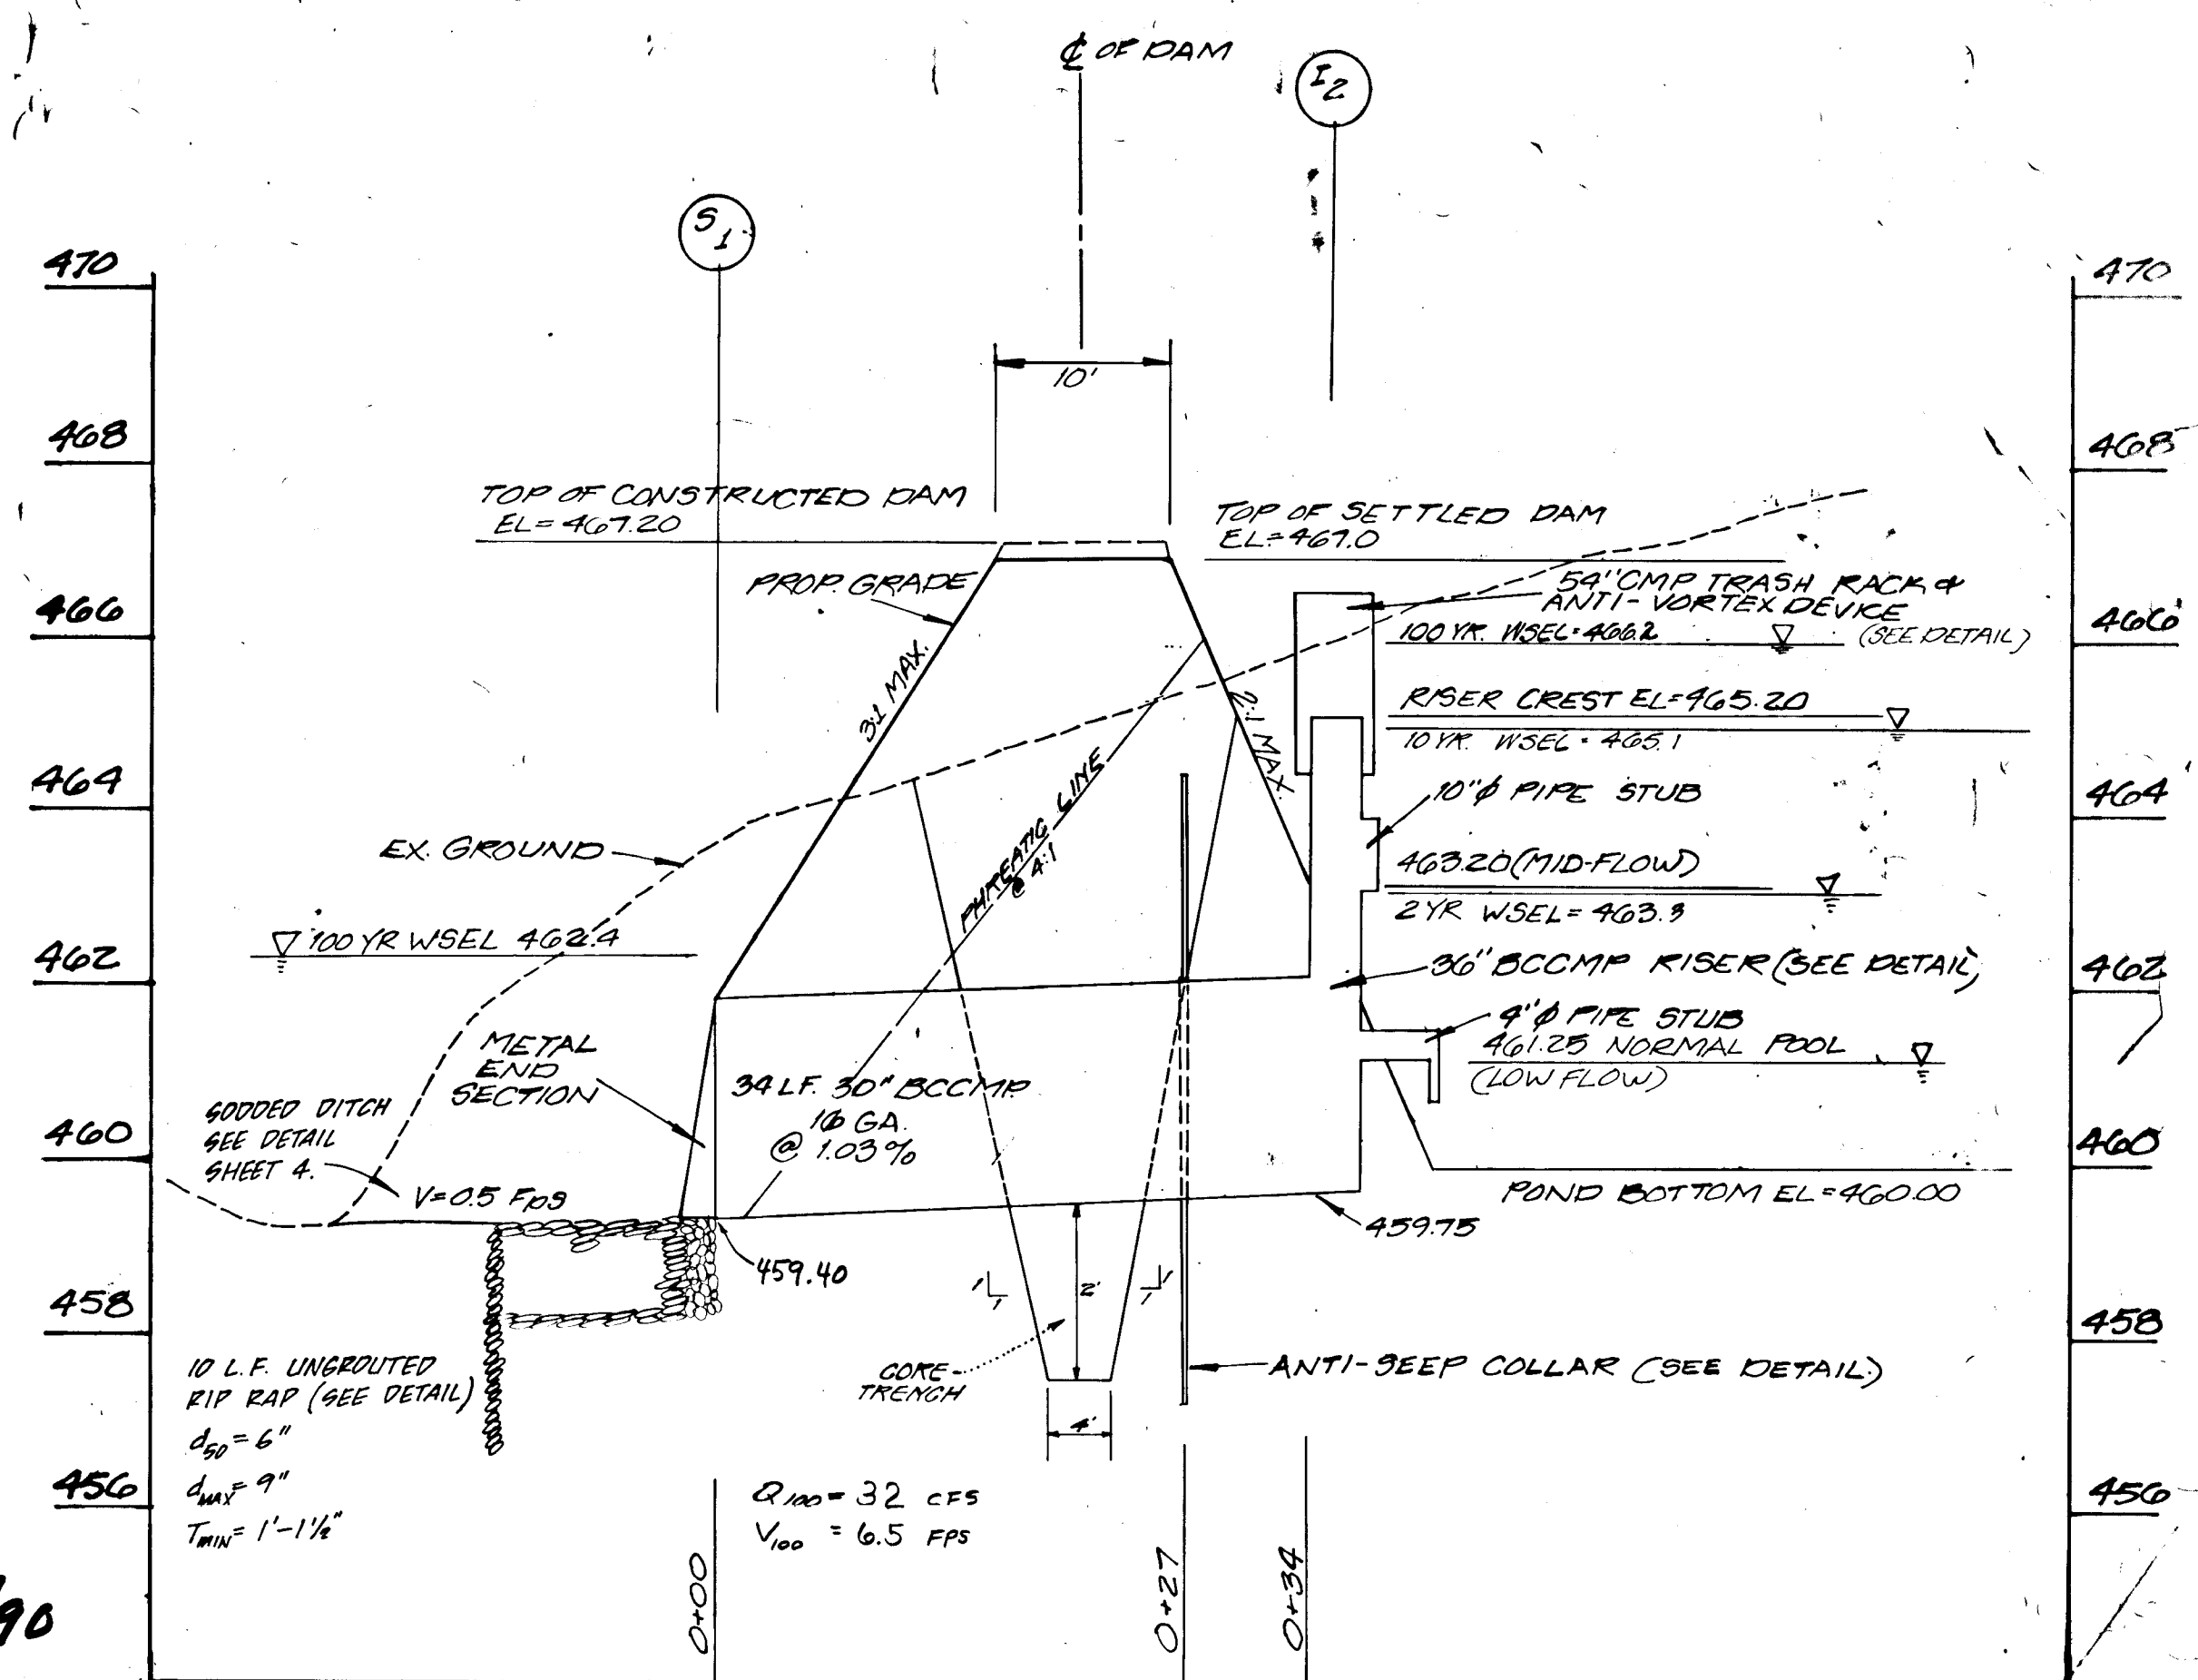 ℄ OF DAM
I2
S1
470
470
10'
468
468
TOP OF CONSTRUCTED DAM
EL=467.20
TOP OF SETTLED DAM
EL=467.0
PROP. GRADE
54" CMP TRASH RACK &
ANTI-VORTEX DEVICE
(SEE DETAIL)
466
466
100 YR. WSEL=466.2
3:1 MAX.
2:1 MAX.
RISER CREST EL=465.20
10 YR. WSEL=465.1
464
464
10"φ PIPE STUB
PHREATIC LINE
@ 4:1
EX. GROUND
463.20 (MID-FLOW)
2 YR WSEL=463.3
100 YR WSEL 462.4
462
462
36" BCCMP RISER (SEE DETAIL)
4"φ PIPE STUB
461.25 NORMAL POOL
(LOW FLOW)
METAL
END
SECTION
34 LF. 30" BCCMP
16 GA.
@ 1.03%
SODDED DITCH
SEE DETAIL
SHEET 4.
460
460
V=0.5 Fps
POND BOTTOM EL=460.00
459.75
459.40
1
1
1
1
2'
458
458
CORE-
TRENCH
ANTI-SEEP COLLAR (SEE DETAIL)
10 L.F. UNGROUTED
RIP RAP (SEE DETAIL)
d50=6"
dMAX=9"
TMIN=1'-1½"
4'
456
456
Q100=32 CFS
V100=6.5 FPS
0+00
0+27
0+34
90